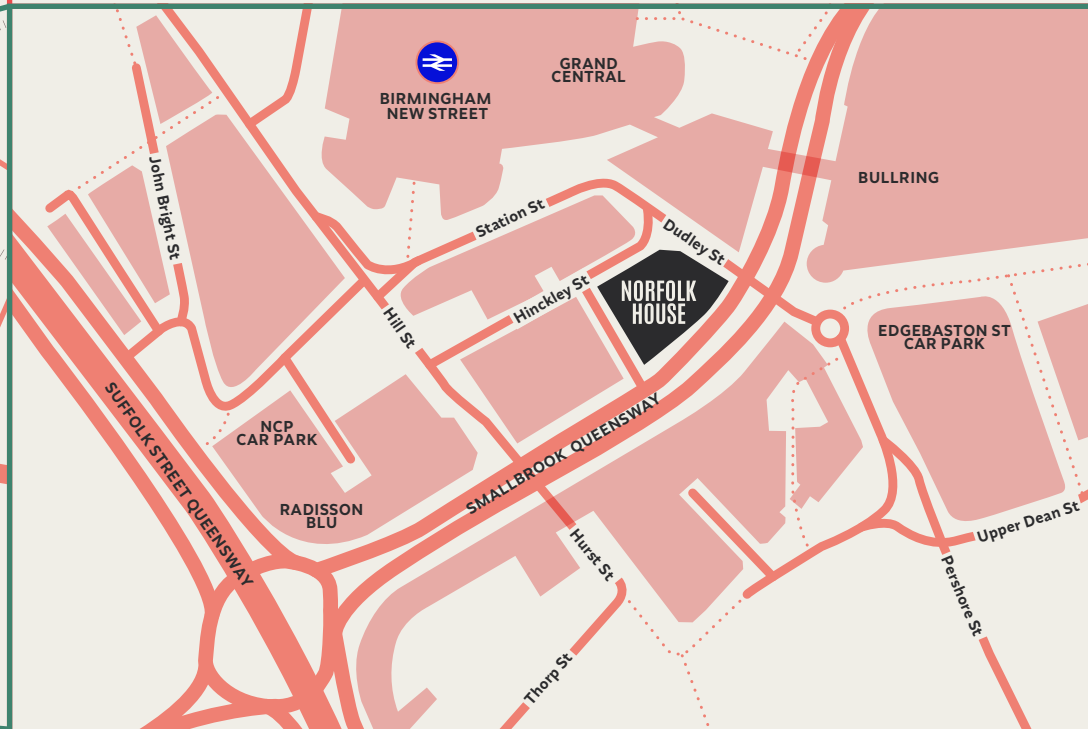 GRAND
CENTRAL
BIRMINGHAM
NEW STREET
John Bright St
BULLRING
Station St
Dudley St
NORFOLK
HOUSE
Hinckley St
Hill St
EDGEBASTON ST
CAR PARK
SUFFOLK STREET QUEENSWAY
NCP
CAR PARK
SMALLBROOK QUEENSWAY
RADISSON
BLU
Upper Dean St
Hurst St
Pershore St
Thorp St